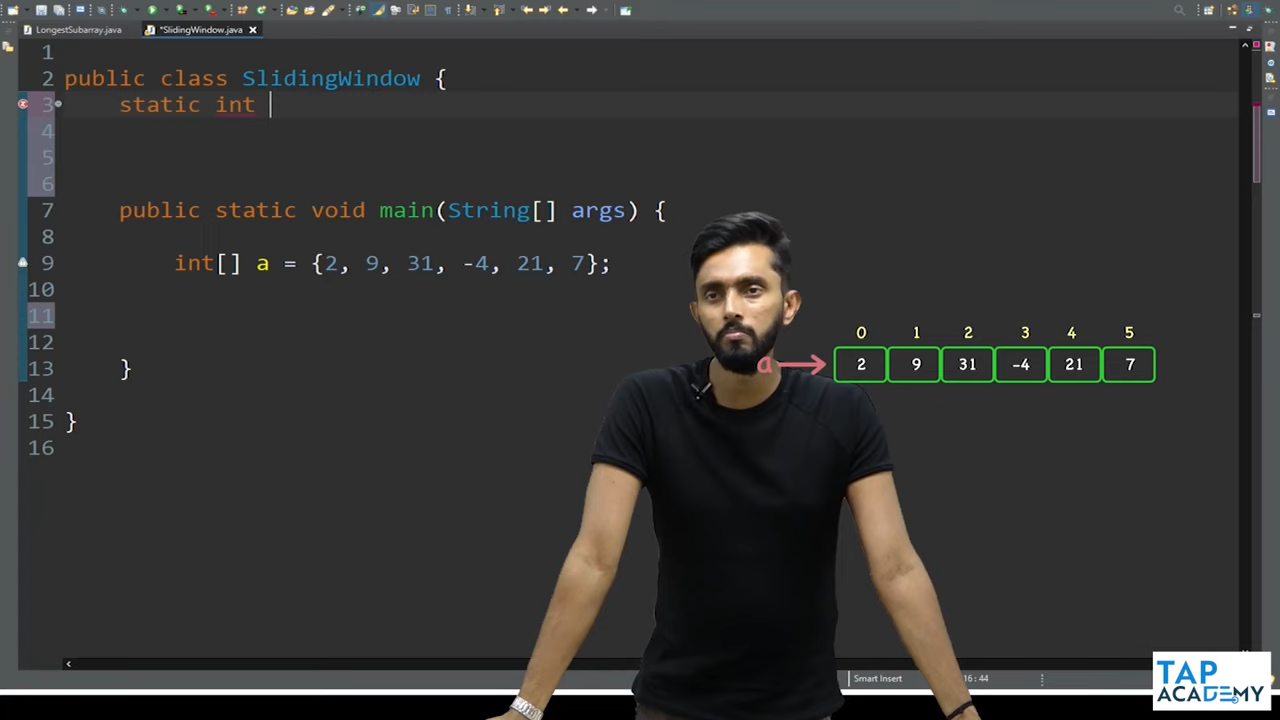 LongestSubarray.java
*SlidingWindow.java
1
2 public class SlidingWindow {
3 static int
4
5
6
7 public static void main(String[] args) {
8
9 int[] a = {2, 9, 31, -4, 21, 7};
10
11
12
13 }
14
15 }
16
0 1 2 3 4 5
a 2 9 31 -4 21 7
Smart Insert
16 : 44
TAP
ACADEMY